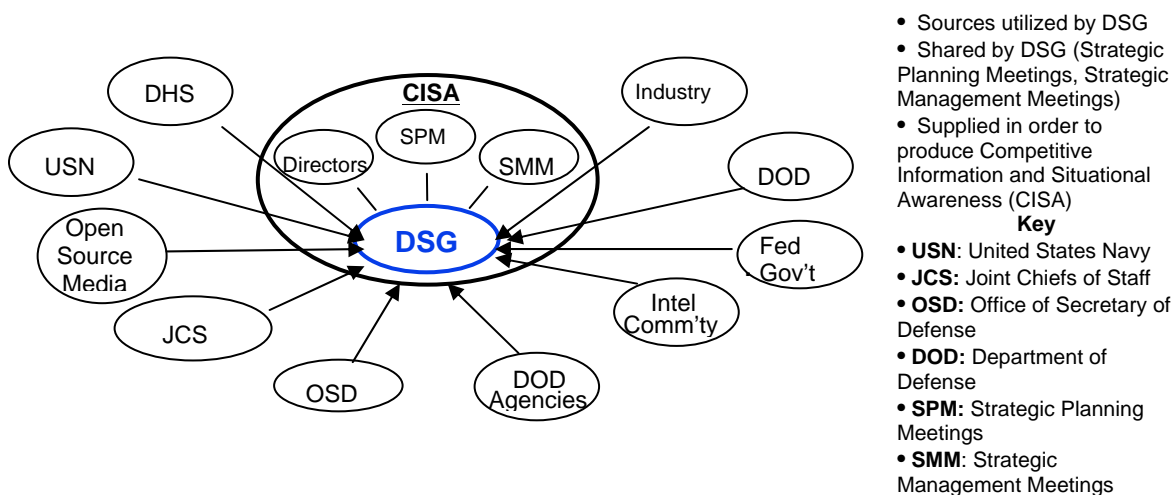 CISA
DHS
SPM
Industry
Directors
SMM
USN
DOD
DSG
Open
Source
Media
Fed
Gov't
JCS
Intel
Comm'ty
OSD
DOD
Agencies
• Sources utilized by DSG
• Shared by DSG (Strategic
Planning Meetings, Strategic
Management Meetings)
• Supplied in order to
produce Competitive
Information and Situational
Awareness (CISA)
Key
• USN: United States Navy
• JCS: Joint Chiefs of Staff
• OSD: Office of Secretary of
Defense
• DOD: Department of
Defense
• SPM: Strategic Planning
Meetings
• SMM: Strategic
Management Meetings